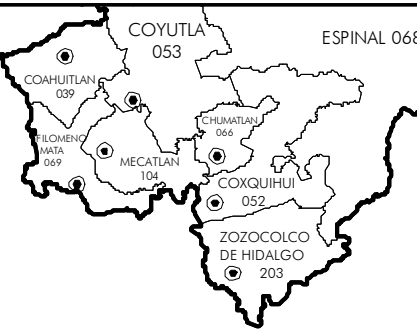 COYUTLA
053
ESPINAL 068
COAHUITLAN
039
CHUMATLAN
066
FILOMENO
MATA
069
MECATLAN
104
COXQUIHUI
052
ZOZOCOLCO
DE HIDALGO
203